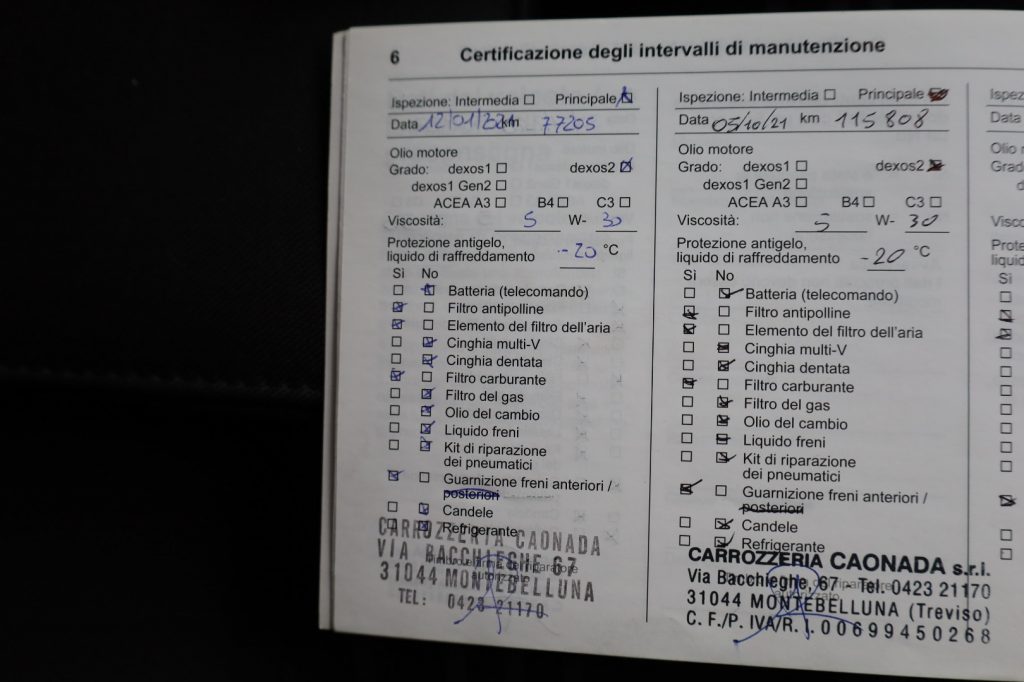 6
Certificazione degli intervalli di manutenzione
Ispezione: Intermedia ☐ Principale ☒
Data 12/01/2021 km 77205
Olio motore
Grado: dexos1 ☐ dexos2 ☒
dexos1 Gen2 ☐
ACEA A3 ☐ B4 ☐ C3 ☐
Viscosità: 5 W- 30
Protezione antigelo,
liquido di raffreddamento -20 °C
Sì No
☐ ☒ Batteria (telecomando)
☒ ☐ Filtro antipolline
☒ ☐ Elemento del filtro dell'aria
☐ ☒ Cinghia multi-V
☐ ☒ Cinghia dentata
☒ ☐ Filtro carburante
☐ ☒ Filtro del gas
☐ ☒ Olio del cambio
☐ ☒ Liquido freni
☐ ☒ Kit di riparazione
dei pneumatici
☒ ☐ Guarnizione freni anteriori /
posteriori
☐ ☒ Candele
☐ ☒ Refrigerante
CARROZZERIA CAONADA
VIA BACCHIEGHE 67
31044 MONTEBELLUNA
TEL: 0423 21170
Ispezione: Intermedia ☐ Principale ☒
Data 05/10/21 km 115808
Olio motore
Grado: dexos1 ☐ dexos2 ☒
dexos1 Gen2 ☐
ACEA A3 ☐ B4 ☐ C3 ☐
Viscosità: 5 W- 30
Protezione antigelo,
liquido di raffreddamento -20 °C
Sì No
☐ ☒ Batteria (telecomando)
☒ ☐ Filtro antipolline
☒ ☐ Elemento del filtro dell'aria
☐ ☒ Cinghia multi-V
☐ ☒ Cinghia dentata
☒ ☐ Filtro carburante
☐ ☒ Filtro del gas
☐ ☒ Olio del cambio
☐ ☒ Liquido freni
☐ ☒ Kit di riparazione
dei pneumatici
☒ ☐ Guarnizione freni anteriori /
posteriori
☐ ☒ Candele
☐ ☒ Refrigerante
CARROZZERIA CAONADA s.r.l.
Via Bacchieghe, 67 - Tel. 0423 21170
31044 MONTEBELLUNA (Treviso)
C. F./P. IVA/R. I. 00699450268
Data
Olio
Sì